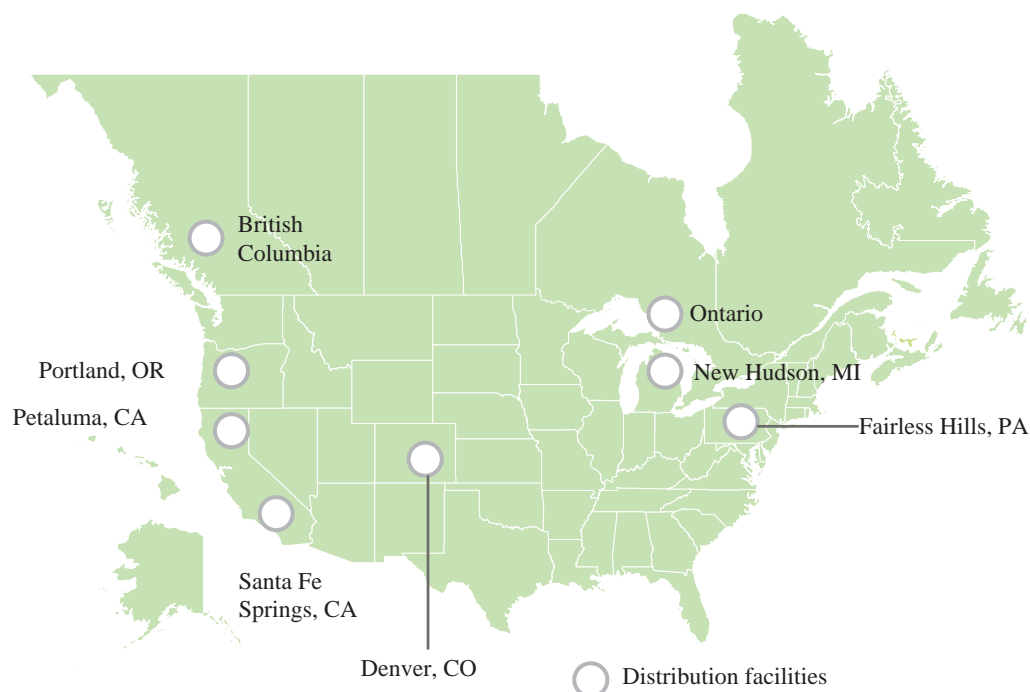 British
Columbia
Ontario
Portland, OR
New Hudson, MI
Petaluma, CA
Fairless Hills, PA
Santa Fe
Springs, CA
Denver, CO
Distribution facilities